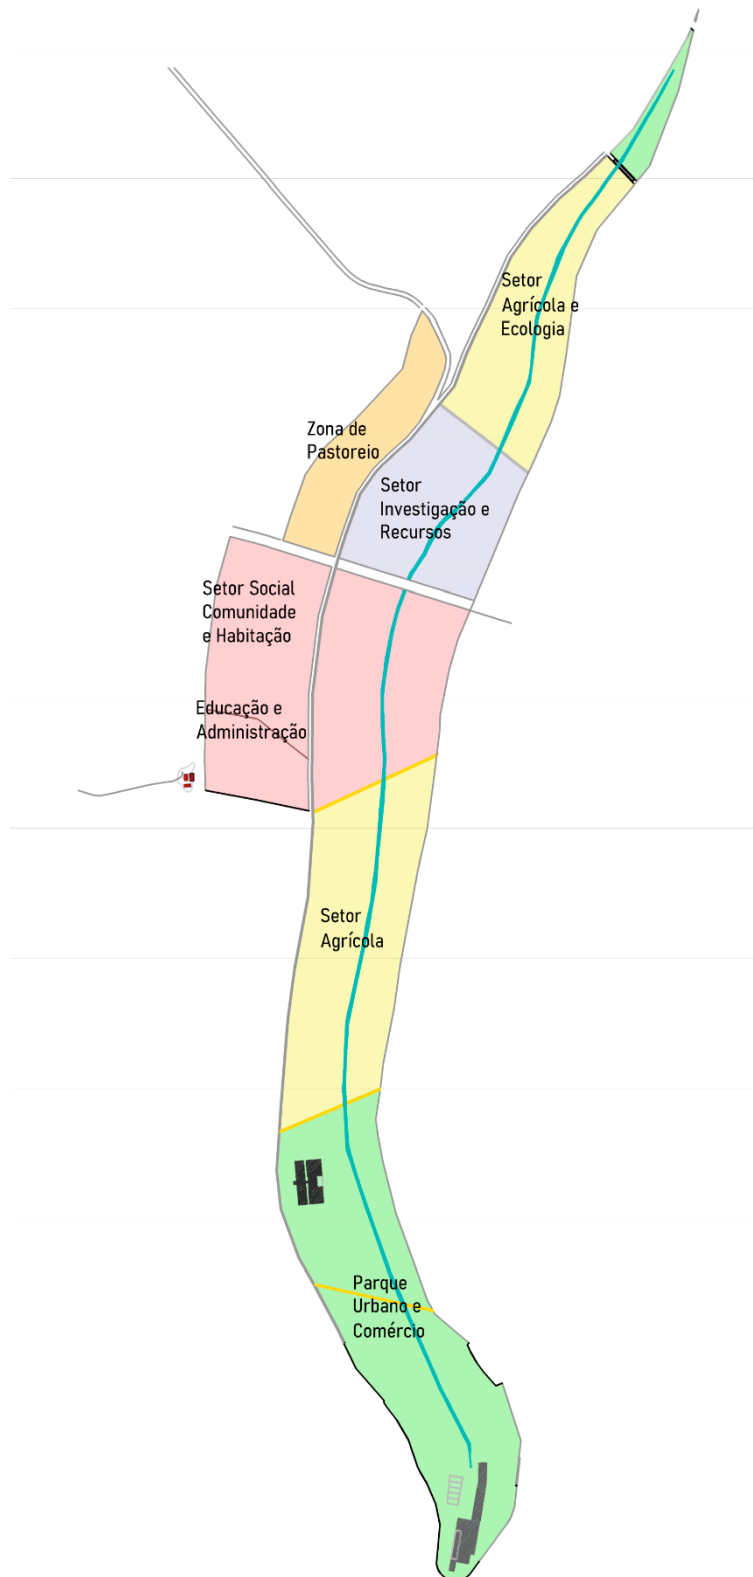 Setor
Agrícola e
Ecologia
Zona de
Pastoreio
Setor
Investigação e
Recursos
Setor Social
Comunidade
e Habitação
Educação e
Administração
Setor
Agrícola
Parque
Urbano e
Comércio